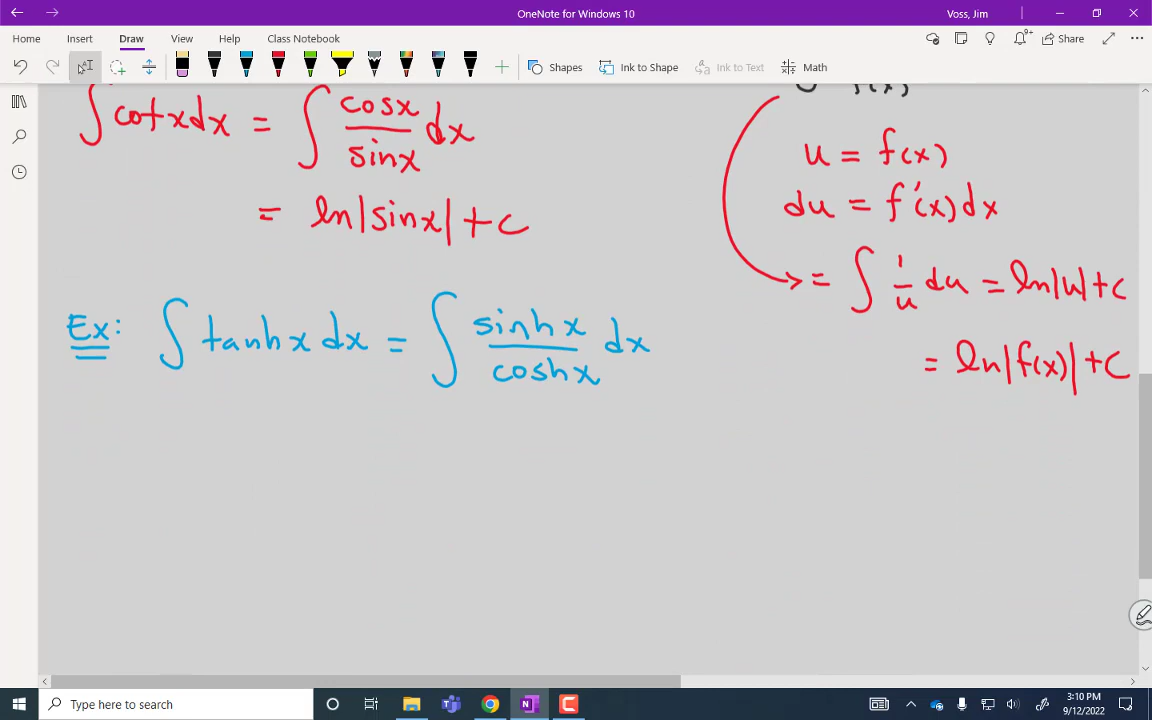 OneNote for Windows 10
Voss, Jim
Home Insert Draw View Help Class Notebook
Share
Shapes Ink to Shape Ink to Text Math
∫ cotxdx = ∫ cosx/sinx dx
= ln|sinx| + c
f(x)
u = f(x)
du = f'(x)dx
= ∫ 1/u du = ln|u| + c
= ln|f(x)| + c
Ex: ∫ tanhx dx = ∫ sinhx/coshx dx
Type here to search
3:10 PM
9/12/2022